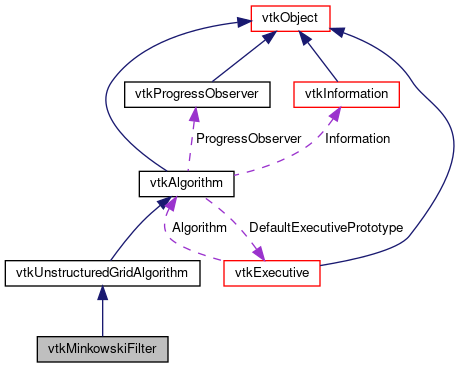 vtkObject
vtkProgressObserver
vtkInformation
ProgressObserver
Information
vtkAlgorithm
Algorithm
DefaultExecutivePrototype
vtkUnstructuredGridAlgorithm
vtkExecutive
vtkMinkowskiFilter